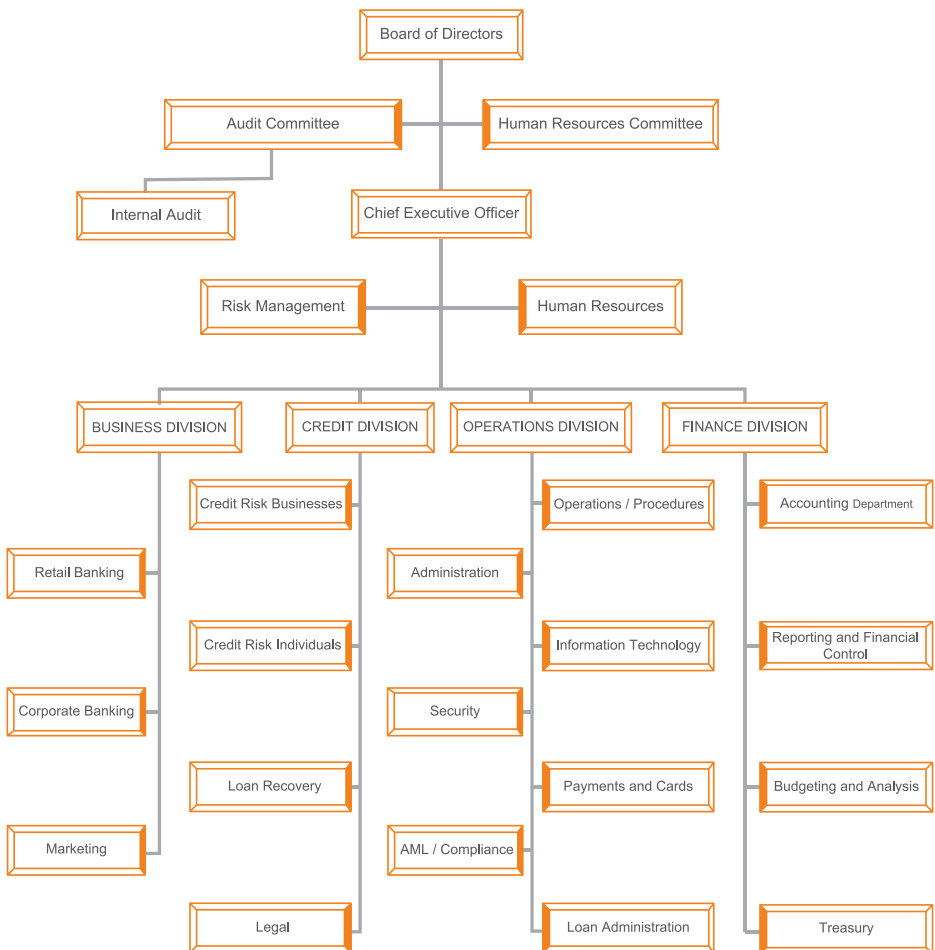 Board of Directors
Audit Committee
Human Resources Committee
Internal Audit
Chief Executive Officer
Risk Management
Human Resources
BUSINESS DIVISION
CREDIT DIVISION
OPERATIONS DIVISION
FINANCE DIVISION
Credit Risk Businesses
Operations / Procedures
Accounting Department
Retail Banking
Administration
Credit Risk Individuals
Information Technology
Reporting and Financial
Control
Corporate Banking
Security
Loan Recovery
Payments and Cards
Budgeting and Analysis
Marketing
AML / Compliance
Legal
Loan Administration
Treasury